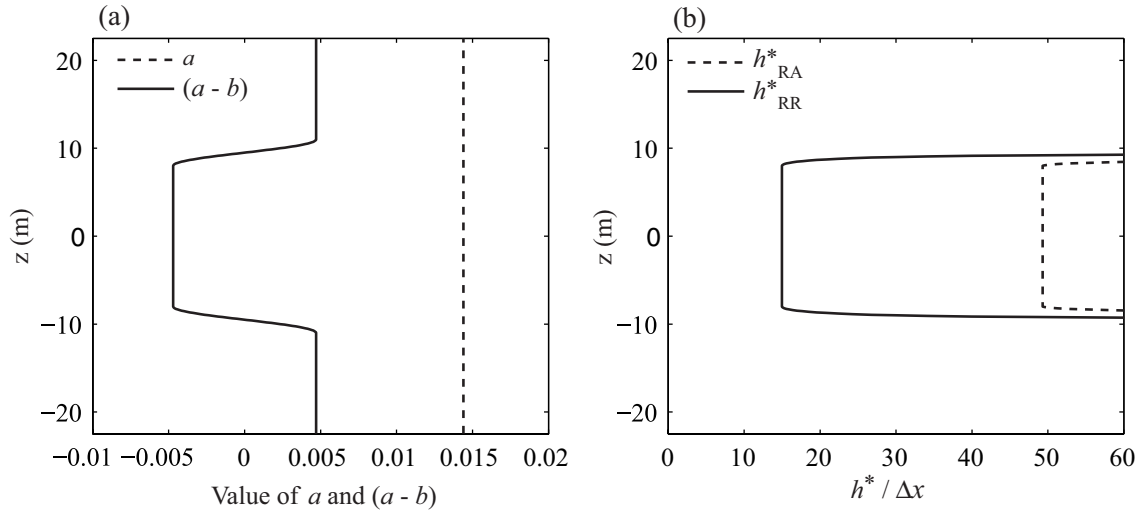 (a)
a
(a - b)
20
10
0
−10
−20
z (m)
−0.01 −0.005 0 0.005 0.01 0.015 0.02
Value of a and (a - b)
(b)
h*RA
h*RR
20
10
0
−10
−20
z (m)
0 10 20 30 40 50 60
h* / Δx